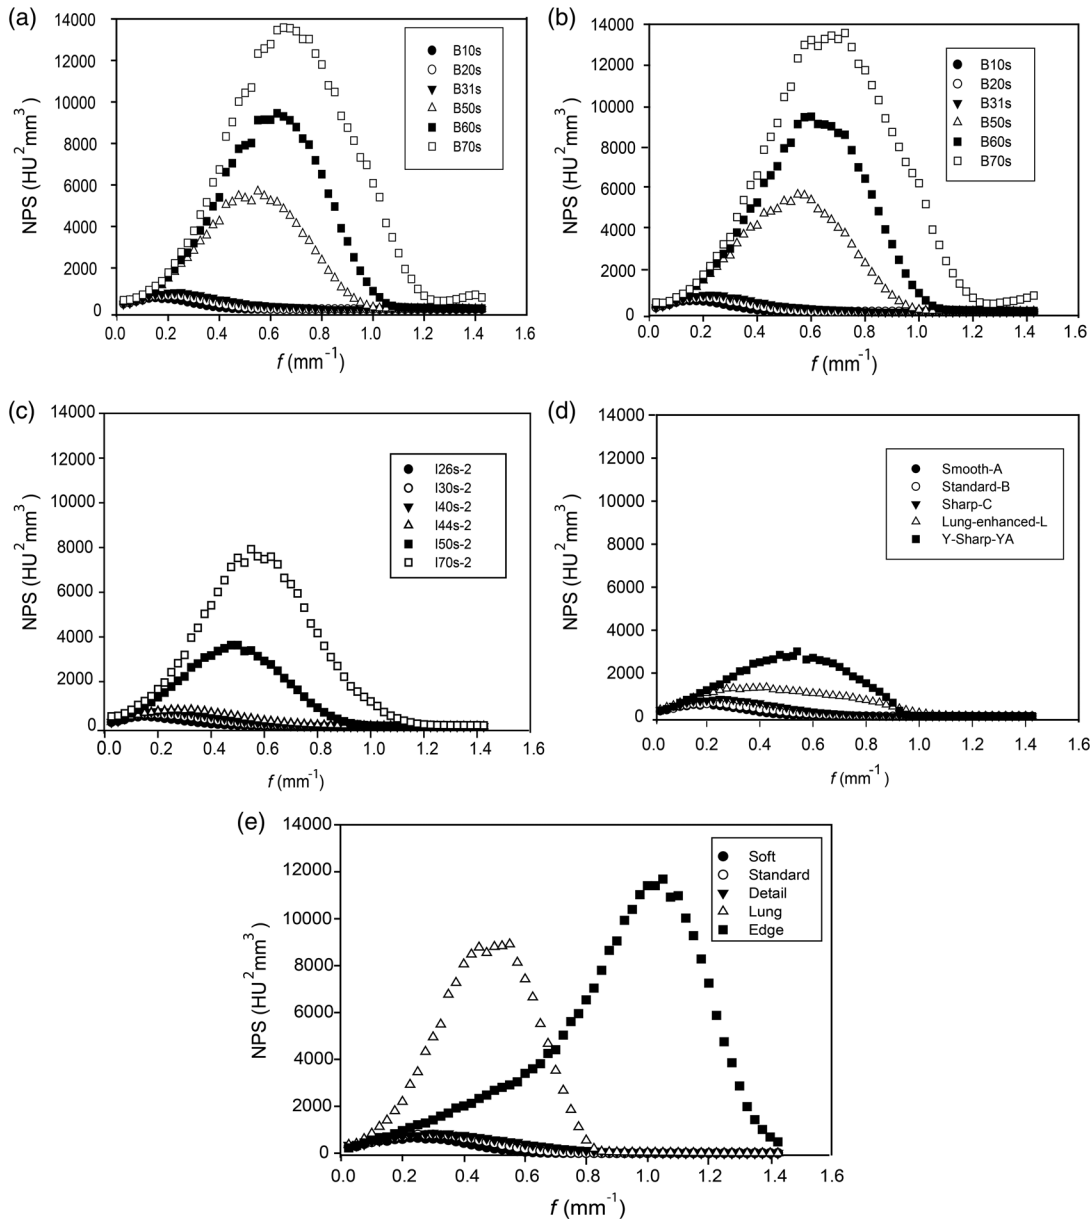 (a)
14000
12000
10000
8000
6000
4000
2000
0
NPS (HU²mm³)
B10s
B20s
B31s
B50s
B60s
B70s
0.0 0.2 0.4 0.6 0.8 1.0 1.2 1.4 1.6
f (mm⁻¹)
(b)
14000
12000
10000
8000
6000
4000
2000
0
NPS (HU²mm³)
B10s
B20s
B31s
B50s
B60s
B70s
0.0 0.2 0.4 0.6 0.8 1.0 1.2 1.4 1.6
f (mm⁻¹)
(c)
14000
12000
10000
8000
6000
4000
2000
0
NPS (HU²mm³)
I26s-2
I30s-2
I40s-2
I44s-2
I50s-2
I70s-2
0.0 0.2 0.4 0.6 0.8 1.0 1.2 1.4 1.6
f (mm⁻¹)
(d)
14000
12000
10000
8000
6000
4000
2000
0
NPS (HU²mm³)
Smooth-A
Standard-B
Sharp-C
Lung-enhanced-L
Y-Sharp-YA
0.0 0.2 0.4 0.6 0.8 1.0 1.2 1.4 1.6
f (mm⁻¹)
(e)
14000
12000
10000
8000
6000
4000
2000
0
NPS (HU²mm³)
Soft
Standard
Detail
Lung
Edge
0.0 0.2 0.4 0.6 0.8 1.0 1.2 1.4 1.6
f (mm⁻¹)